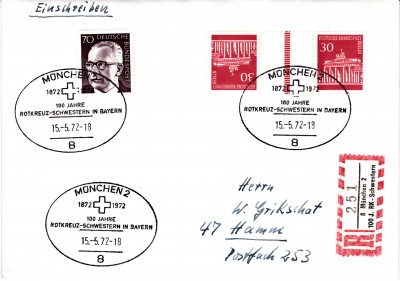 Einschreiben
70 DEUTSCHE BUNDESPOST
30
30
MÜNCHEN 2
1872 1972
100 JAHRE
ROTKREUZ-SCHWESTERN IN BAYERN
15.-5.72-18
8
MÜNCHEN 2
1872 1972
100 JAHRE
ROTKREUZ-SCHWESTERN IN BAYERN
15.-5.72-18
8
MÜNCHEN 2
1872 1972
100 JAHRE
ROTKREUZ-SCHWESTERN IN BAYERN
15.-5.72-18
8
Herrn
W. Grikschat
47 Hamm
Postfach 253
R
251
8 München 2
100 J. RK-Schwestern